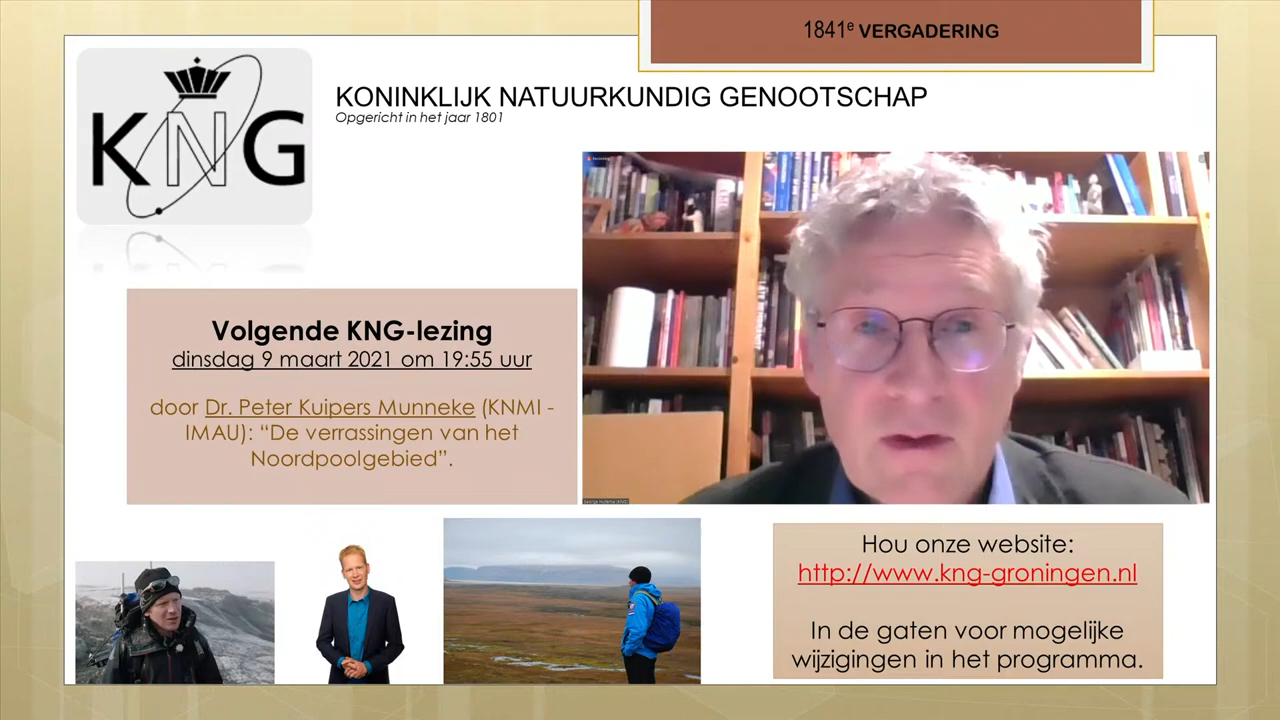 1841e VERGADERING
KNG
KONINKLIJK NATUURKUNDIG GENOOTSCHAP
Opgericht in het jaar 1801
Recording
Volgende KNG-lezing
dinsdag 9 maart 2021 om 19:55 uur
door Dr. Peter Kuipers Munneke (KNMI -
IMAU): “De verrassingen van het
Noordpoolgebied”.
Hou onze website:
http://www.kng-groningen.nl
In de gaten voor mogelijke
wijzigingen in het programma.